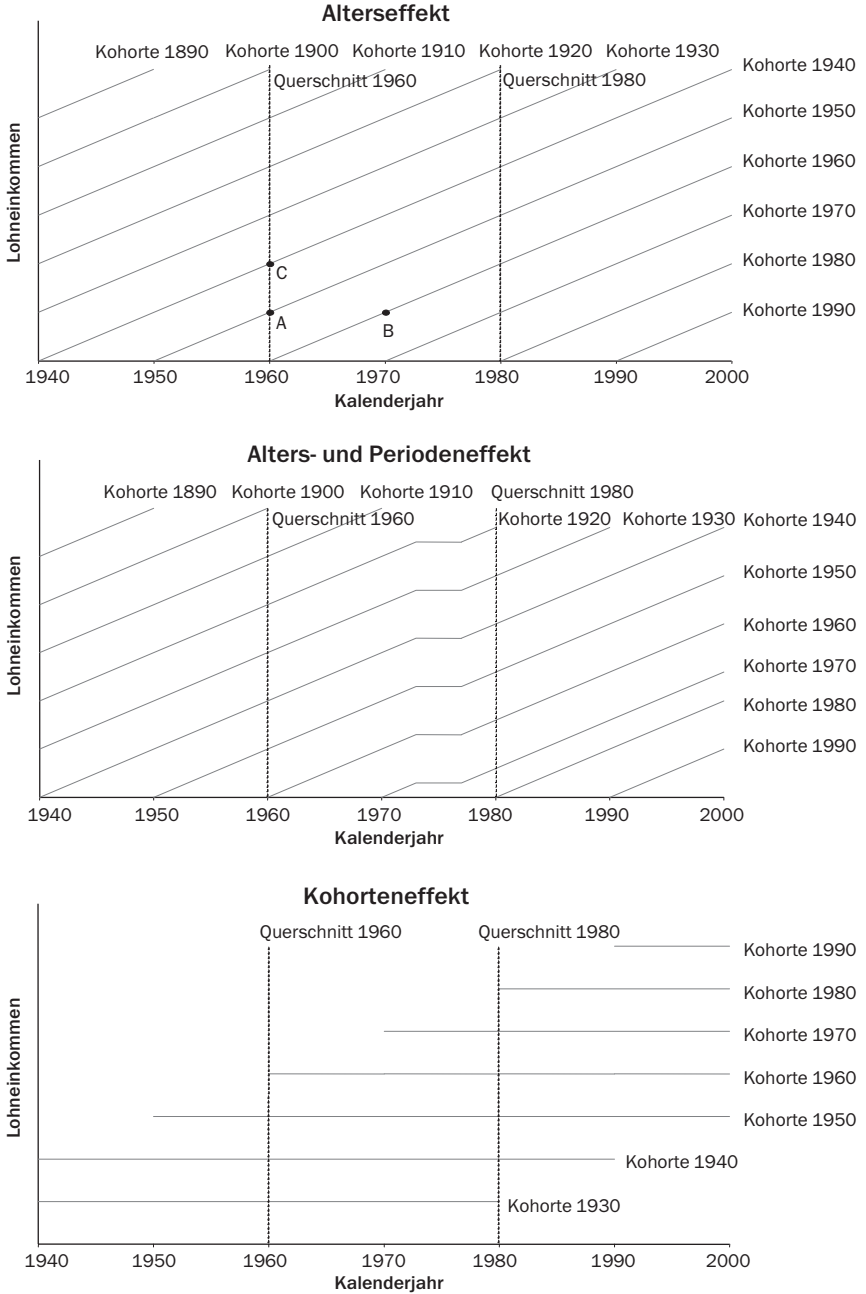 Alterseffekt
Kohorte 1890 Kohorte 1900 Kohorte 1910 Kohorte 1920 Kohorte 1930
Kohorte 1940
Querschnitt 1960 Querschnitt 1980
Kohorte 1950
Kohorte 1960
Kohorte 1970
Kohorte 1980
Kohorte 1990
Lohneinkommen
C
A
B
1940 1950 1960 1970 1980 1990 2000
Kalenderjahr
Alters- und Periodeneffekt
Kohorte 1890 Kohorte 1900 Kohorte 1910 Querschnitt 1980
Querschnitt 1960 Kohorte 1920 Kohorte 1930 Kohorte 1940
Kohorte 1950
Kohorte 1960
Kohorte 1970
Kohorte 1980
Kohorte 1990
Lohneinkommen
1940 1950 1960 1970 1980 1990 2000
Kalenderjahr
Kohorteneffekt
Querschnitt 1960 Querschnitt 1980
Kohorte 1990
Kohorte 1980
Kohorte 1970
Kohorte 1960
Kohorte 1950
Kohorte 1940
Kohorte 1930
Lohneinkommen
1940 1950 1960 1970 1980 1990 2000
Kalenderjahr